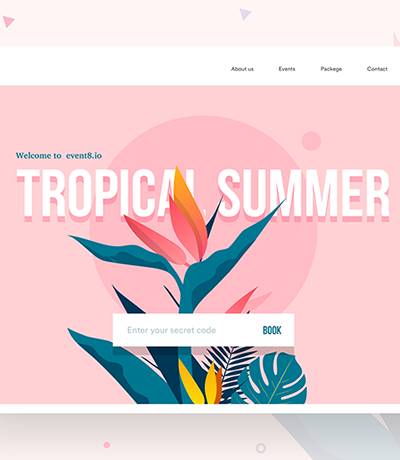 About us Events Packege Contact
Welcome to event8.io
TROPICAL SUMMER
Enter your secret code BOOK